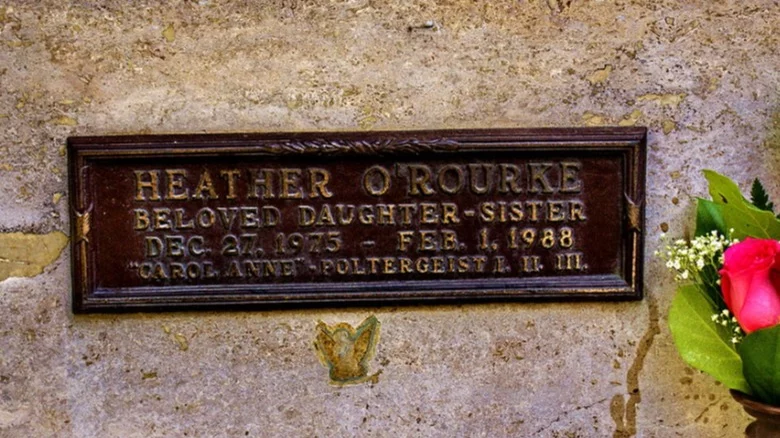 HEATHER O'ROURKE
BELOVED DAUGHTER-SISTER
DEC. 27, 1975 - FEB. 1, 1988
"CAROL ANNE"-POLTERGEIST I. II. III.